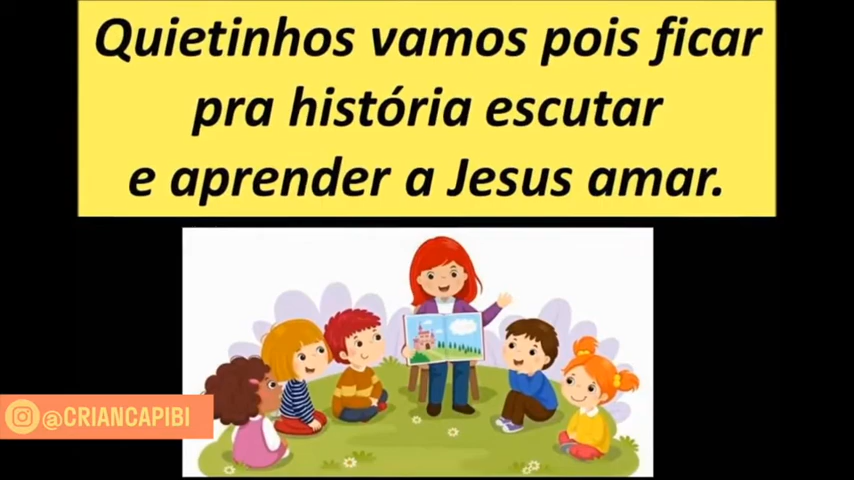 Quietinhos vamos pois ficar
pra história escutar
e aprender a Jesus amar.
@CRIANCAPIBI